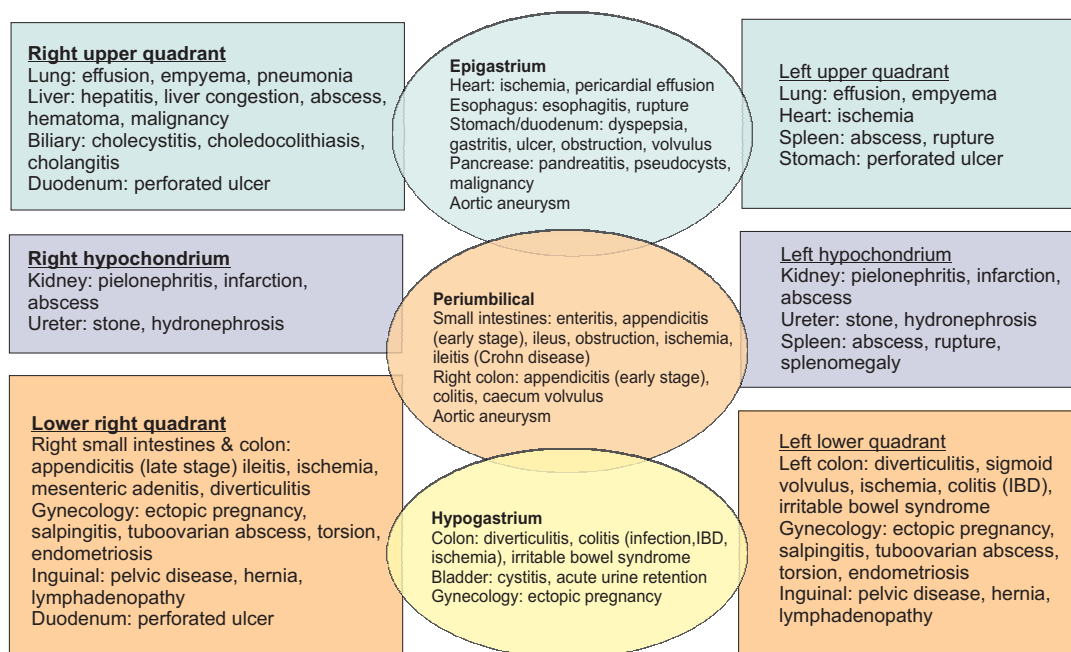 Right upper quadrant
Lung: effusion, empyema, pneumonia
Liver: hepatitis, liver congestion, abscess,
hematoma, malignancy
Biliary: cholecystitis, choledocolithiasis,
cholangitis
Duodenum: perforated ulcer
Epigastrium
Heart: ischemia, pericardial effusion
Esophagus: esophagitis, rupture
Stomach/duodenum: dyspepsia,
gastritis, ulcer, obstruction, volvulus
Pancrease: pandreatitis, pseudocysts,
malignancy
Aortic aneurysm
Left upper quadrant
Lung: effusion, empyema
Heart: ischemia
Spleen: abscess, rupture
Stomach: perforated ulcer
Right hypochondrium
Kidney: pielonephritis, infarction,
abscess
Ureter: stone, hydronephrosis
Periumbilical
Small intestines: enteritis, appendicitis
(early stage), ileus, obstruction, ischemia,
ileitis (Crohn disease)
Right colon: appendicitis (early stage),
colitis, caecum volvulus
Aortic aneurysm
Left hypochondrium
Kidney: pielonephritis, infarction,
abscess
Ureter: stone, hydronephrosis
Spleen: abscess, rupture,
splenomegaly
Lower right quadrant
Right small intestines & colon:
appendicitis (late stage) ileitis, ischemia,
mesenteric adenitis, diverticulitis
Gynecology: ectopic pregnancy,
salpingitis, tuboovarian abscess, torsion,
endometriosis
Inguinal: pelvic disease, hernia,
lymphadenopathy
Duodenum: perforated ulcer
Hypogastrium
Colon: diverticulitis, colitis (infection,IBD,
ischemia), irritable bowel syndrome
Bladder: cystitis, acute urine retention
Gynecology: ectopic pregnancy
Left lower quadrant
Left colon: diverticulitis, sigmoid
volvulus, ischemia, colitis (IBD),
irritable bowel syndrome
Gynecology: ectopic pregnancy,
salpingitis, tuboovarian abscess,
torsion, endometriosis
Inguinal: pelvic disease, hernia,
lymphadenopathy